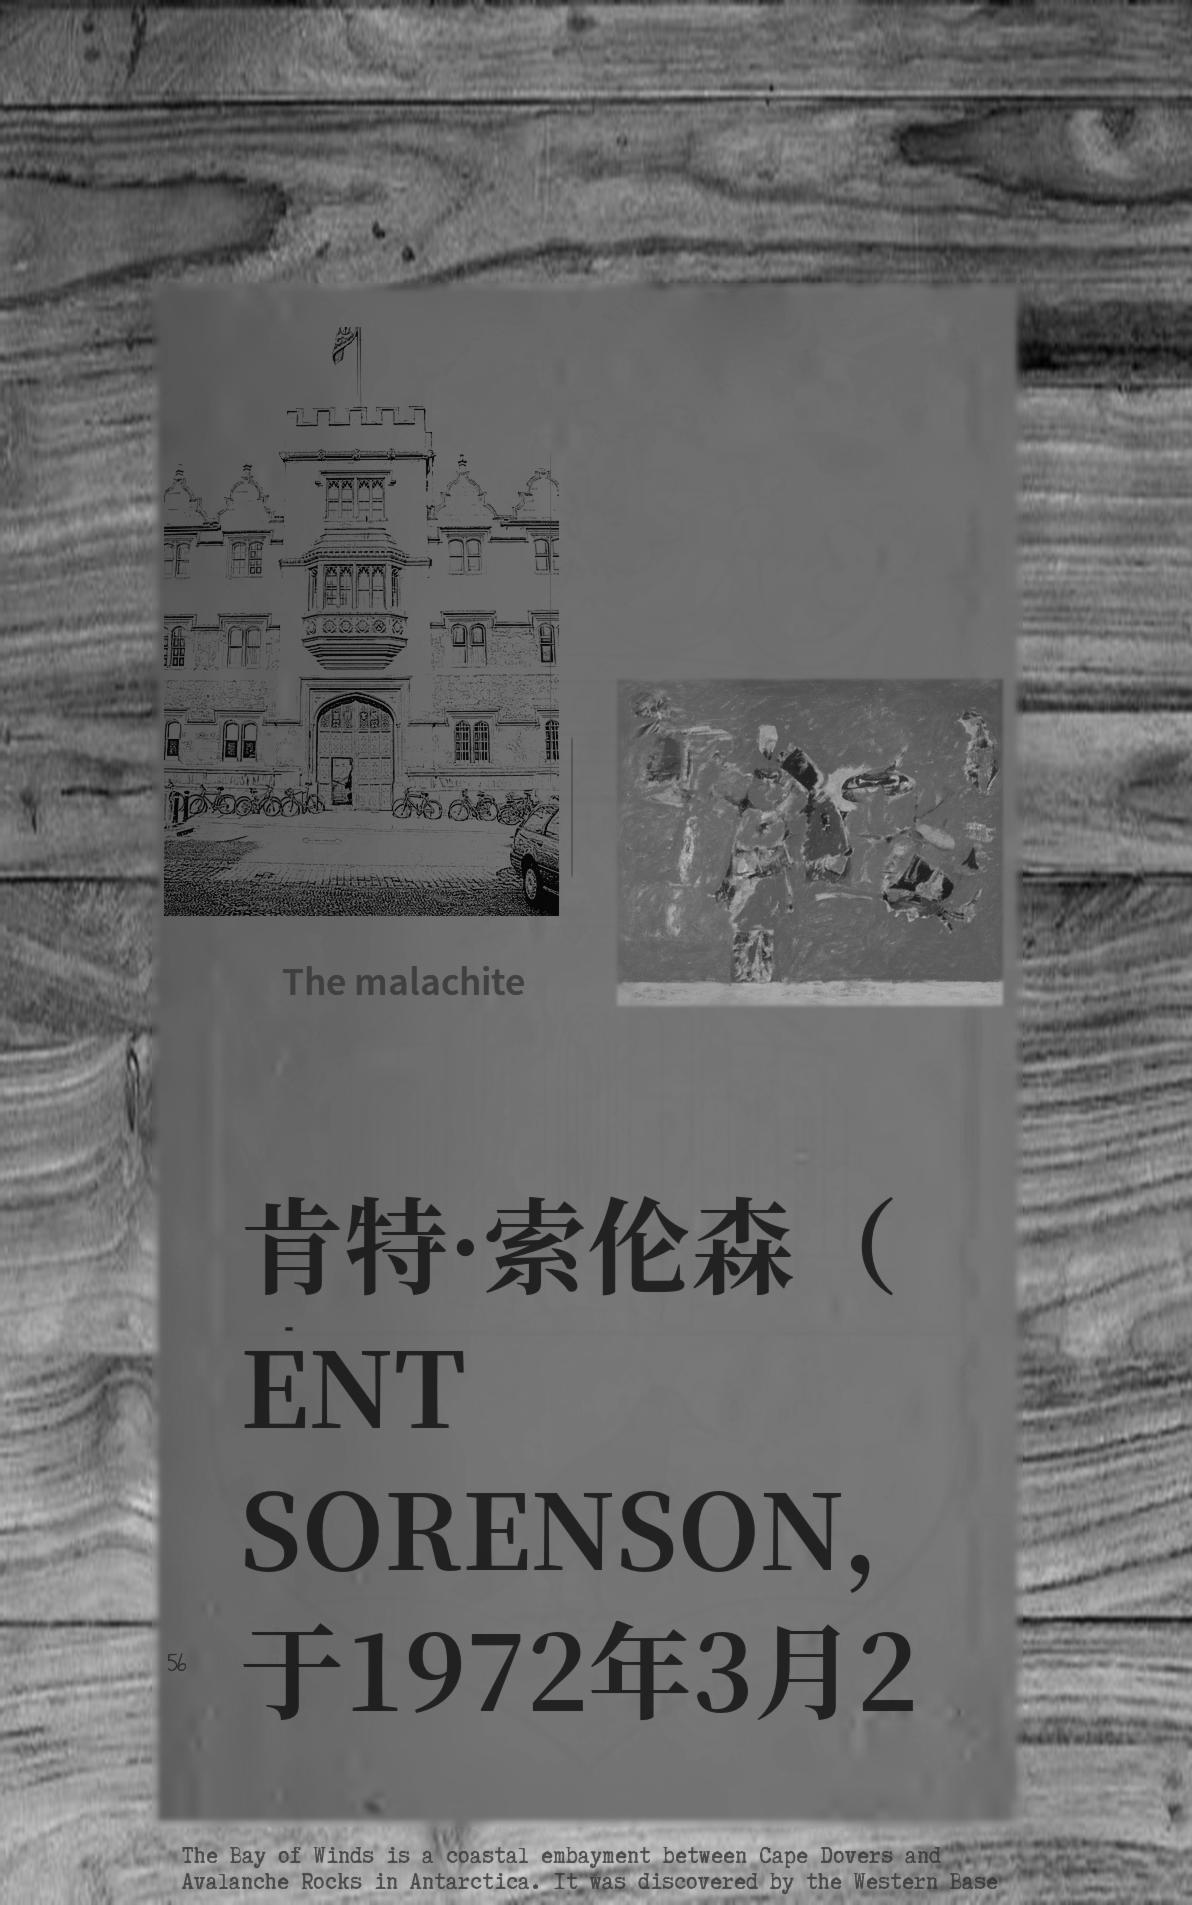 The malachite
肯特·索伦森（
-
ENT
SORENSON,
于1972年3月2
56
The Bay of Winds is a coastal embayment between Cape Dovers and
Avalanche Rocks in Antarctica. It was discovered by the Western Base